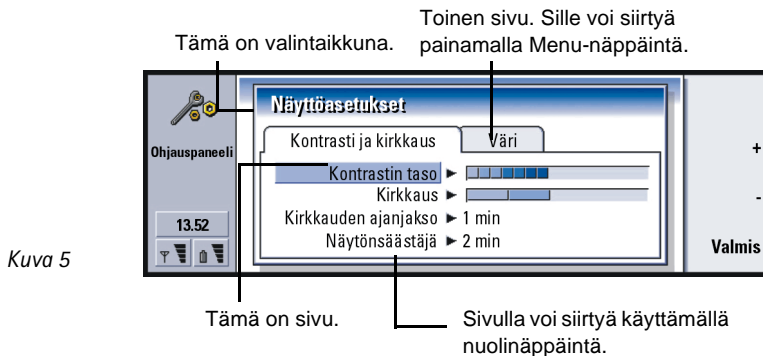 Toinen sivu. Sille voi siirtyä
Tämä on valintaikkuna.
painamalla Menu-näppäintä.
Näyttöasetukset
Kontrasti ja kirkkaus
Väri
Ohjauspaneeli
+
Kontrastin taso
Kirkkaus
-
Kirkkauden ajanjakso 1 min
13.52
Näytönsäästäjä 2 min
Valmis
Kuva 5
Tämä on sivu.
Sivulla voi siirtyä käyttämällä
nuolinäppäintä.